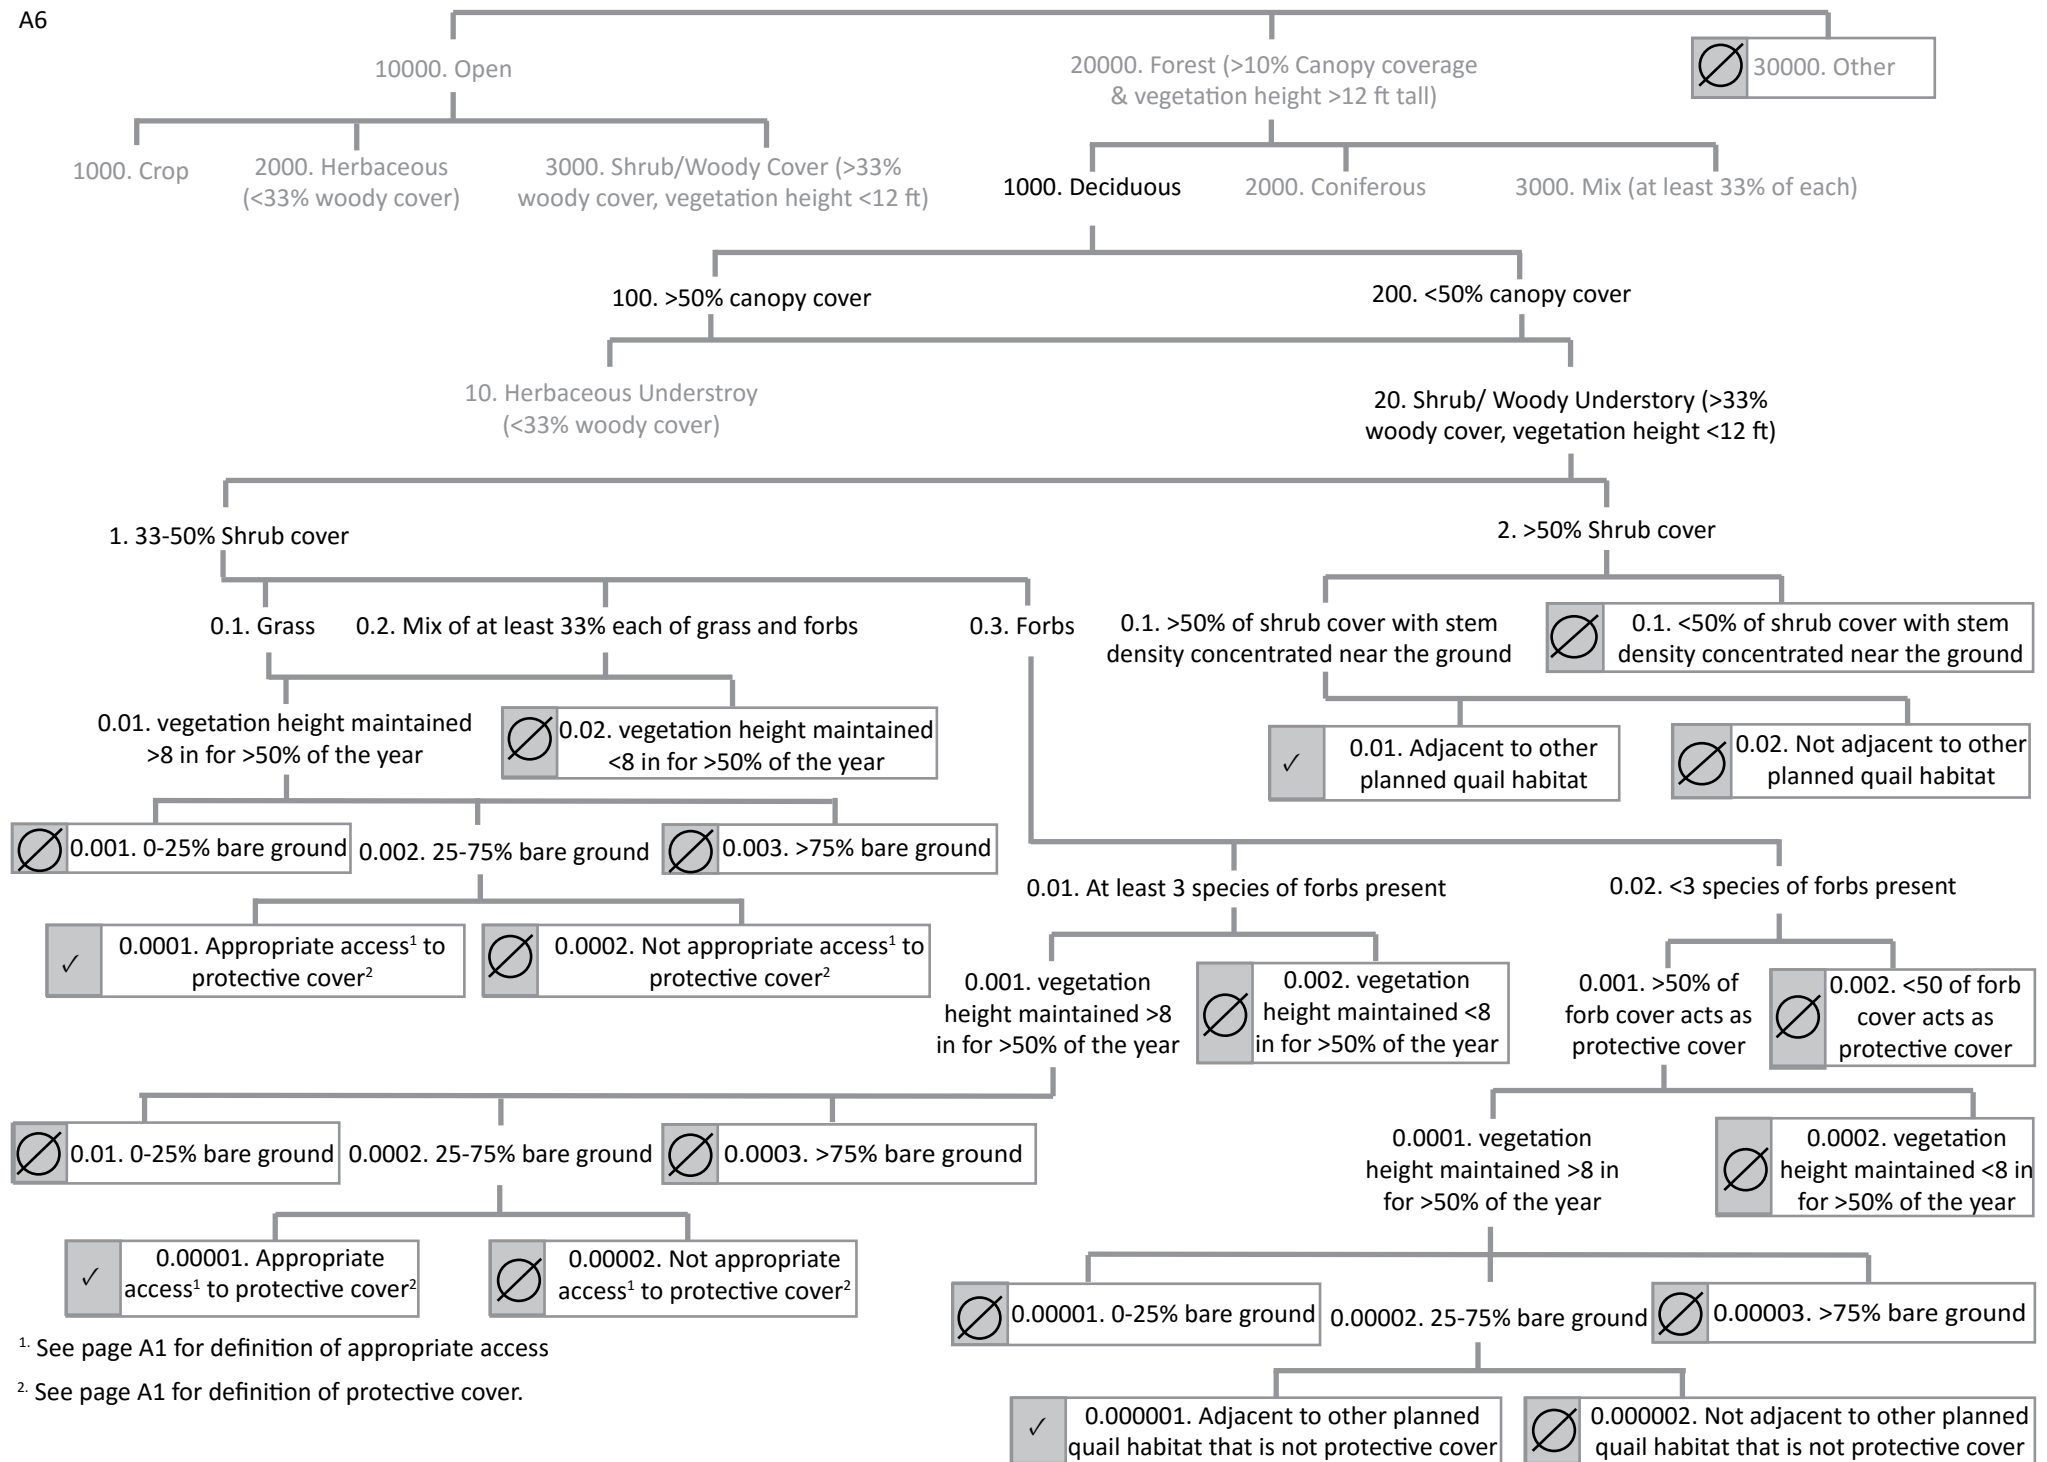 A6
10000. Open
20000. Forest (>10% Canopy coverage
& vegetation height >12 ft tall)
30000. Other
1000. Crop
2000. Herbaceous
(<33% woody cover)
3000. Shrub/Woody Cover (>33%
woody cover, vegetation height <12 ft)
1000. Deciduous
2000. Coniferous
3000. Mix (at least 33% of each)
100. >50% canopy cover
200. <50% canopy cover
10. Herbaceous Understroy
(<33% woody cover)
20. Shrub/ Woody Understory (>33%
woody cover, vegetation height <12 ft)
1. 33-50% Shrub cover
2. >50% Shrub cover
0.1. Grass
0.2. Mix of at least 33% each of grass and forbs
0.3. Forbs
0.1. >50% of shrub cover with stem
density concentrated near the ground
0.1. <50% of shrub cover with stem
density concentrated near the ground
0.01. vegetation height maintained
>8 in for >50% of the year
0.02. vegetation height maintained
<8 in for >50% of the year
✓
0.01. Adjacent to other
planned quail habitat
0.02. Not adjacent to other
planned quail habitat
0.001. 0-25% bare ground
0.002. 25-75% bare ground
0.003. >75% bare ground
0.01. At least 3 species of forbs present
0.02. <3 species of forbs present
✓
0.0001. Appropriate access¹ to
protective cover²
0.0002. Not appropriate access¹ to
protective cover²
0.001. vegetation
height maintained >8
in for >50% of the year
0.002. vegetation
height maintained <8
in for >50% of the year
0.001. >50% of
forb cover acts as
protective cover
0.002. <50 of forb
cover acts as
protective cover
0.01. 0-25% bare ground
0.0002. 25-75% bare ground
0.0003. >75% bare ground
0.0001. vegetation
height maintained >8 in
for >50% of the year
0.0002. vegetation
height maintained <8 in
for >50% of the year
✓
0.00001. Appropriate
access¹ to protective cover²
0.00002. Not appropriate
access¹ to protective cover²
0.00001. 0-25% bare ground
0.00002. 25-75% bare ground
0.00003. >75% bare ground
✓
0.000001. Adjacent to other planned
quail habitat that is not protective cover
0.000002. Not adjacent to other planned
quail habitat that is not protective cover
1. See page A1 for definition of appropriate access
2. See page A1 for definition of protective cover.